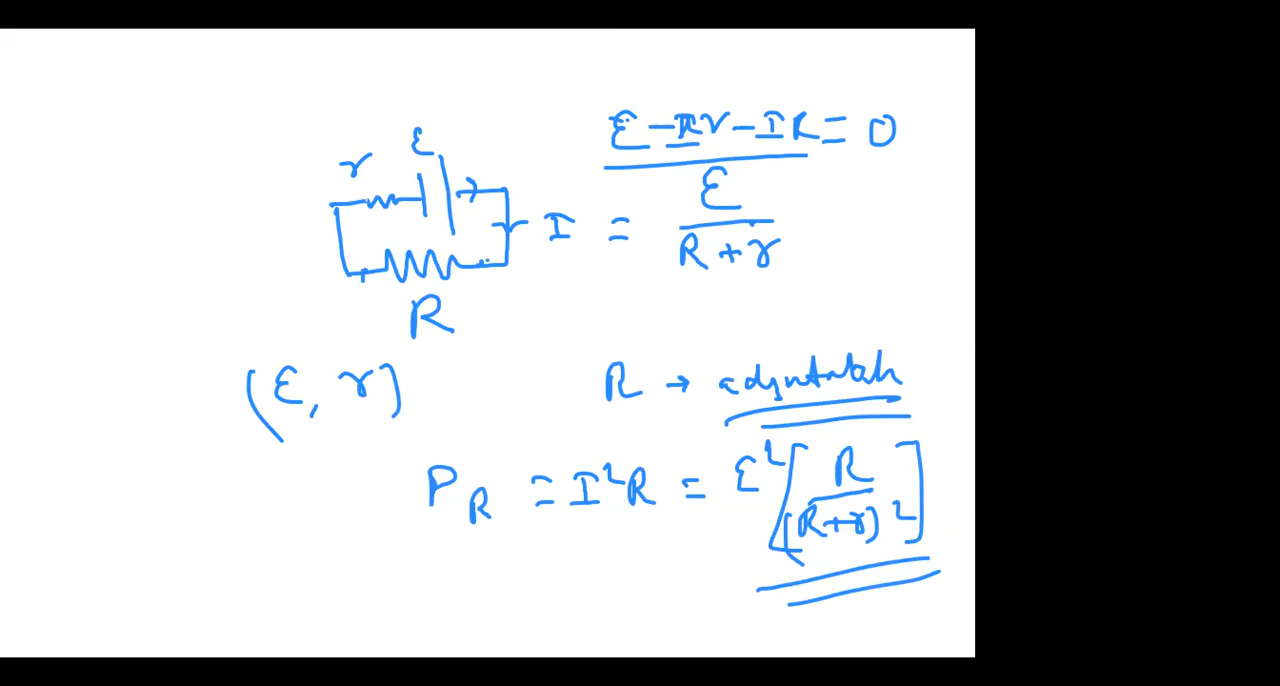 ε - Ir - IR = 0
r ε
I = ε / (R + r)
R
(ε, r)
R → adjustable
P_R = I²R = ε² [R / (R+r)²]